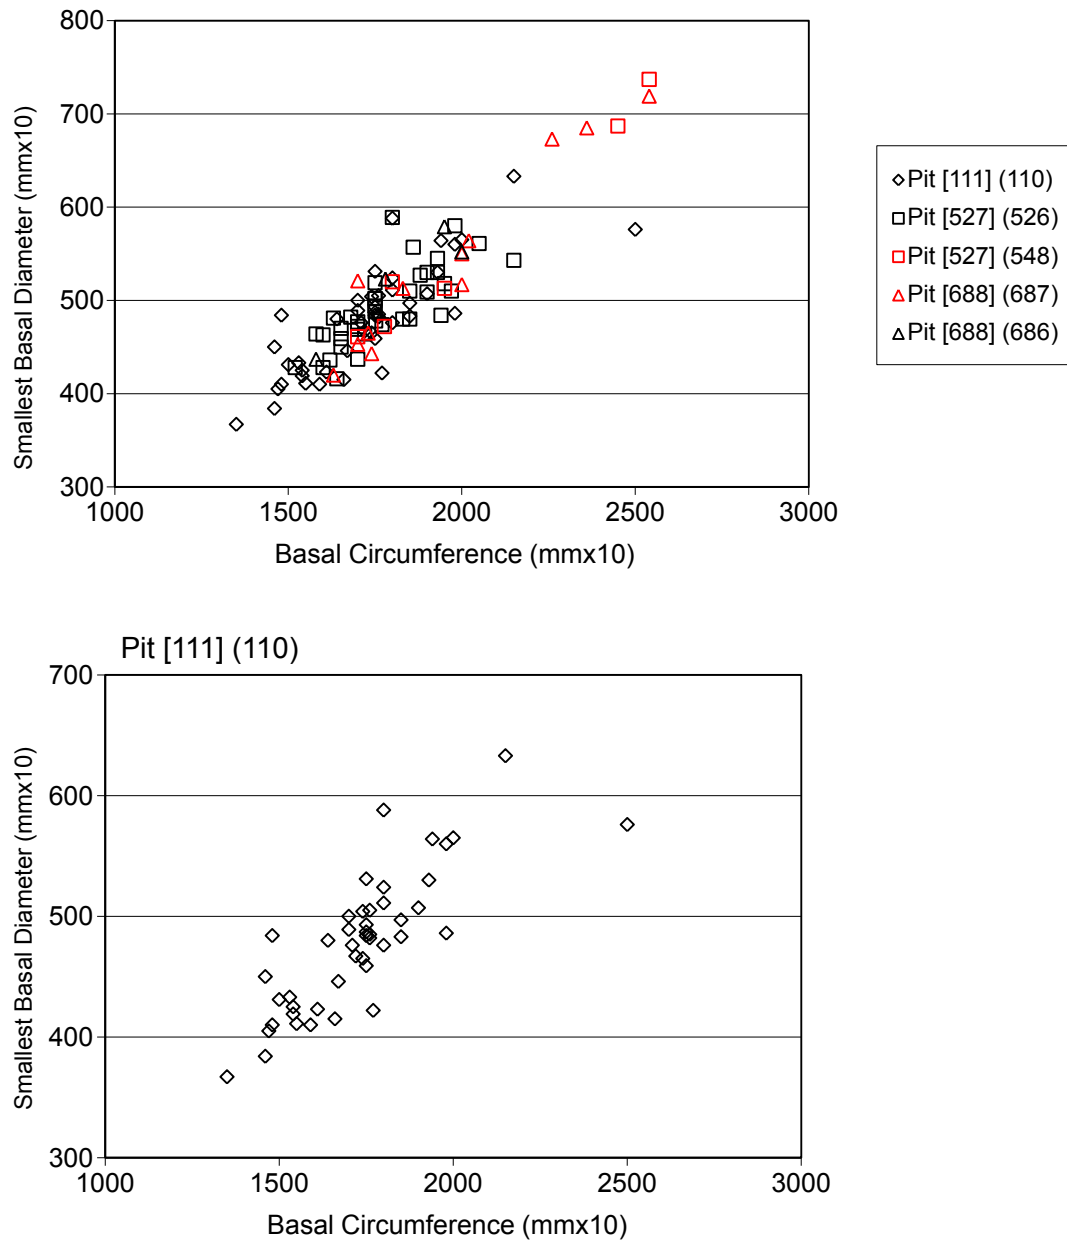 800
700
600
500
400
300
1000 1500 2000 2500 3000
Smallest Basal Diameter (mmx10)
Basal Circumference (mmx10)
Pit [111] (110)
Pit [527] (526)
Pit [527] (548)
Pit [688] (687)
Pit [688] (686)
Pit [111] (110)
700
600
500
400
300
1000 1500 2000 2500 3000
Smallest Basal Diameter (mmx10)
Basal Circumference (mmx10)